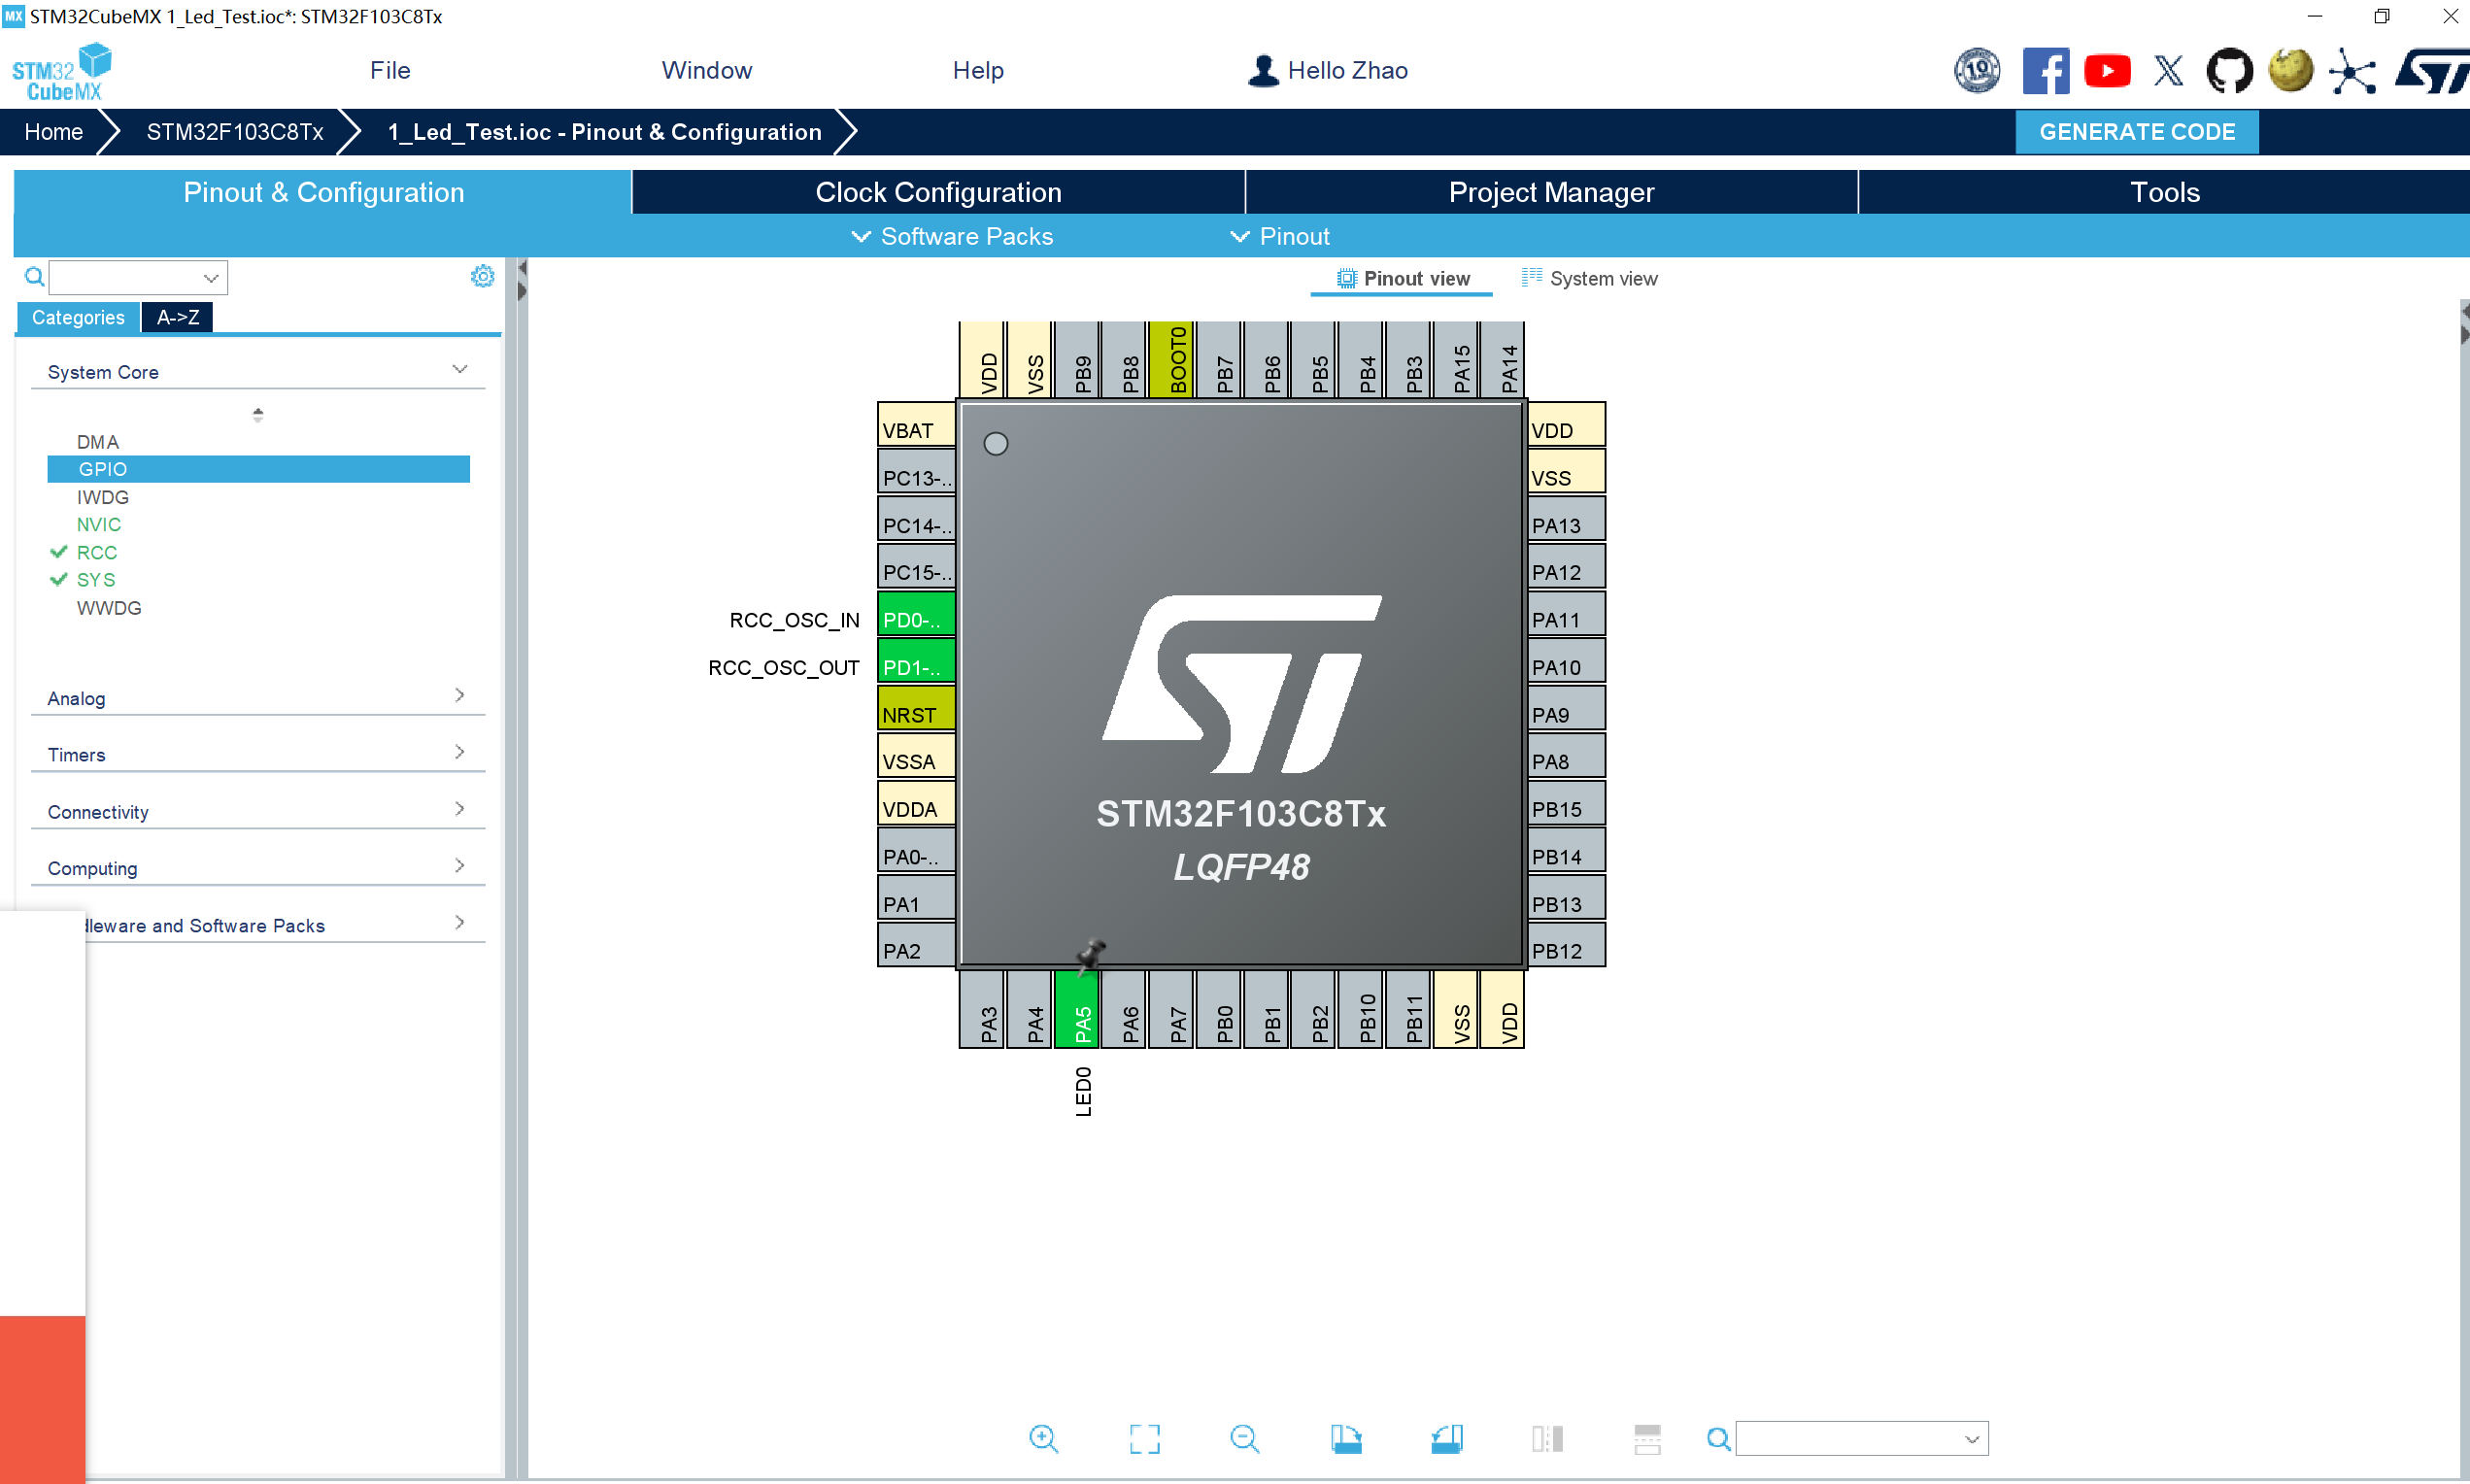 MX STM32CubeMX 1_Led_Test.ioc*: STM32F103C8Tx
STM32 CubeMX
File Window Help Hello Zhao
10
Home STM32F103C8Tx 1_Led_Test.ioc - Pinout & Configuration GENERATE CODE
Pinout & Configuration Clock Configuration Project Manager Tools
Software Packs Pinout
Pinout view System view
Categories A->Z
System Core
DMA
GPIO
IWDG
NVIC
RCC
SYS
WWDG
Analog
Timers
Connectivity
Computing
dleware and Software Packs
VDD VSS PB9 PB8 BOOT0 PB7 PB6 PB5 PB4 PB3 PA15 PA14
VBAT
PC13-..
PC14-..
PC15-..
RCC_OSC_IN PD0-..
RCC_OSC_OUT PD1-..
NRST
VSSA
VDDA
PA0-..
PA1
PA2
ST
STM32F103C8Tx
LQFP48
VDD
VSS
PA13
PA12
PA11
PA10
PA9
PA8
PB15
PB14
PB13
PB12
PA3 PA4 PA5 PA6 PA7 PB0 PB1 PB2 PB10 PB11 VSS VDD
LED0